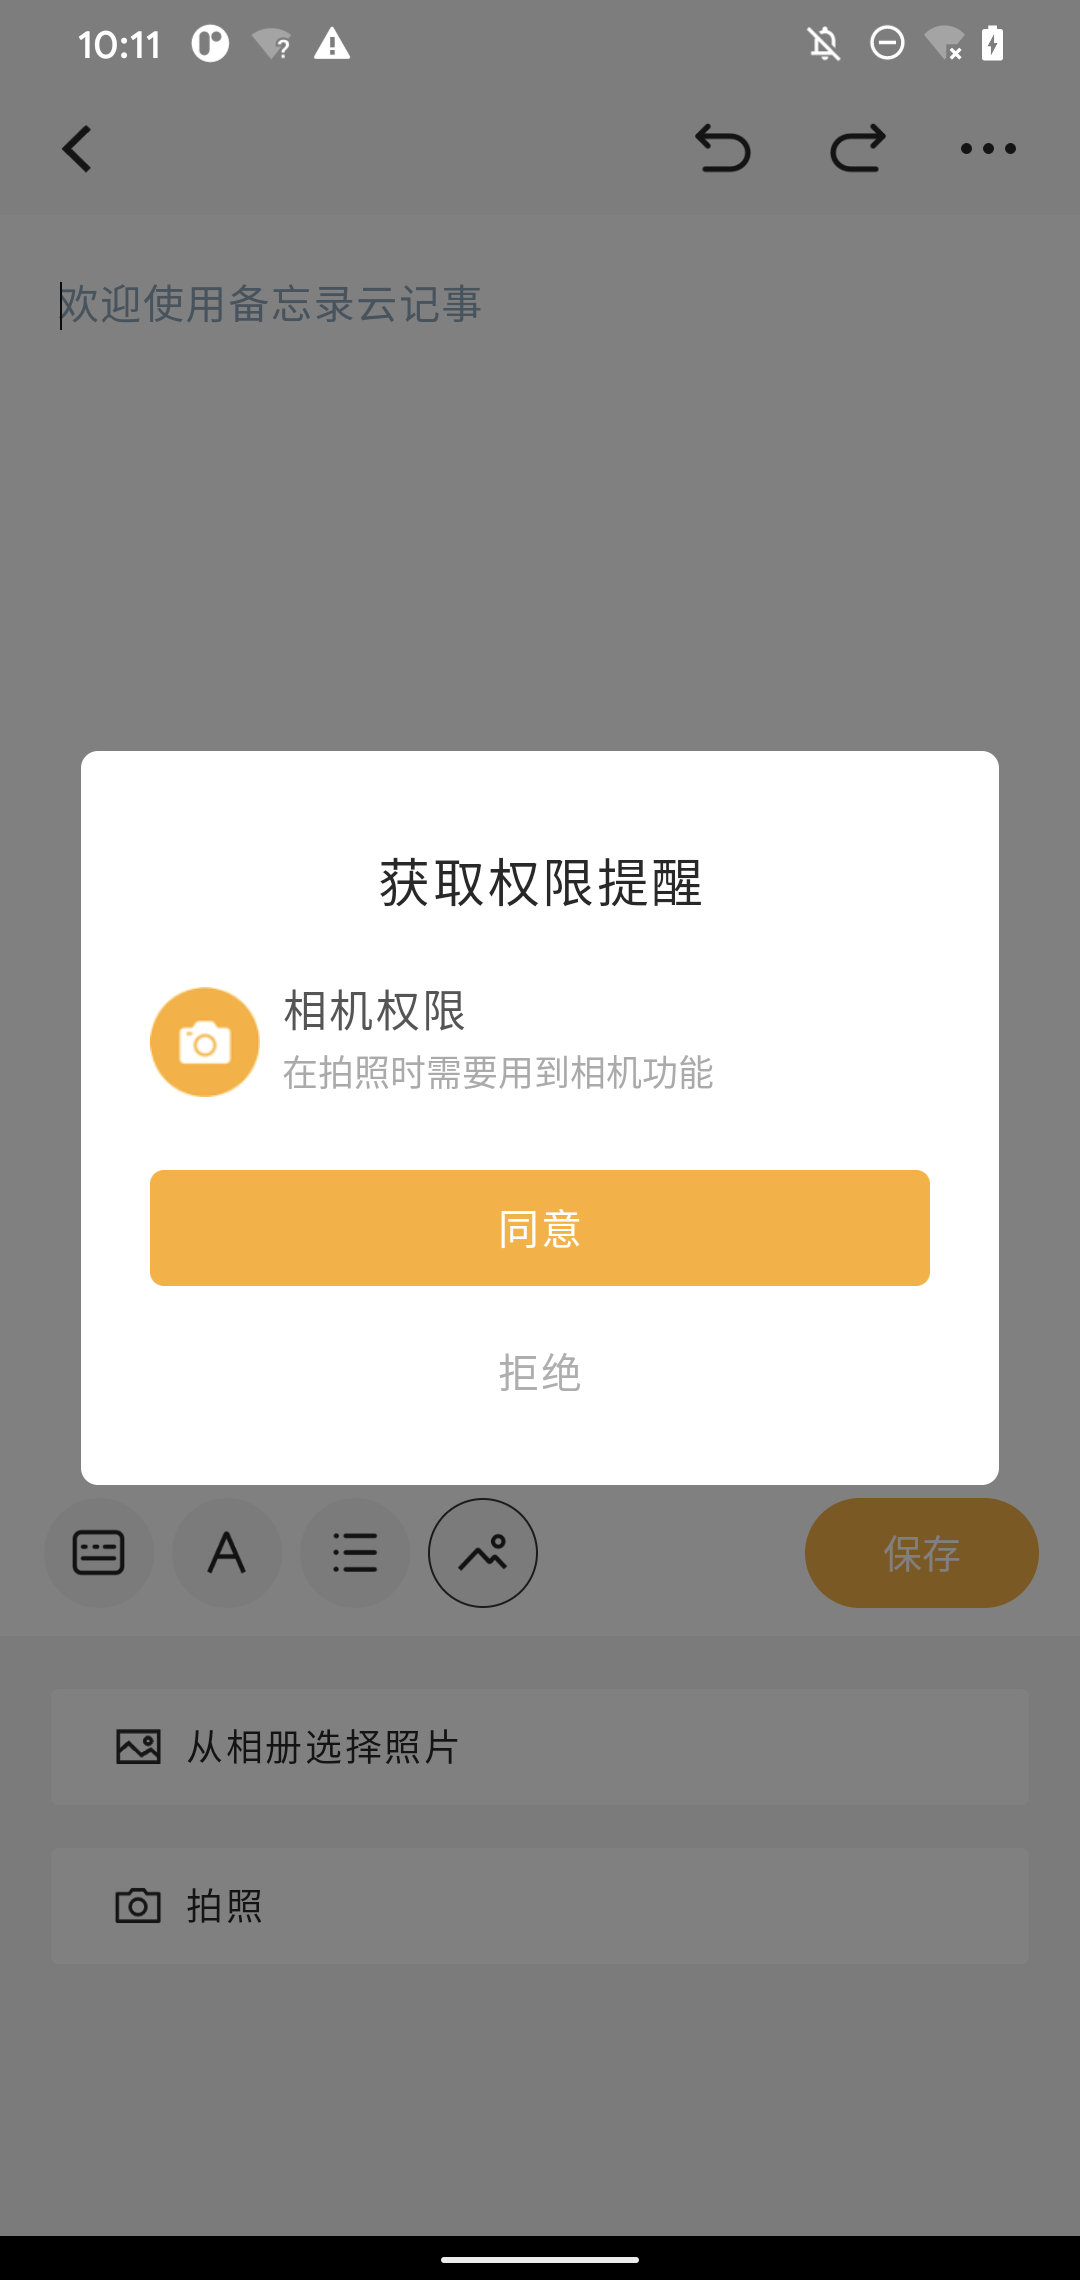 10:11
欢迎使用备忘录云记事
获取权限提醒
相机权限
在拍照时需要用到相机功能
同意
拒绝
保存
从相册选择照片
拍照